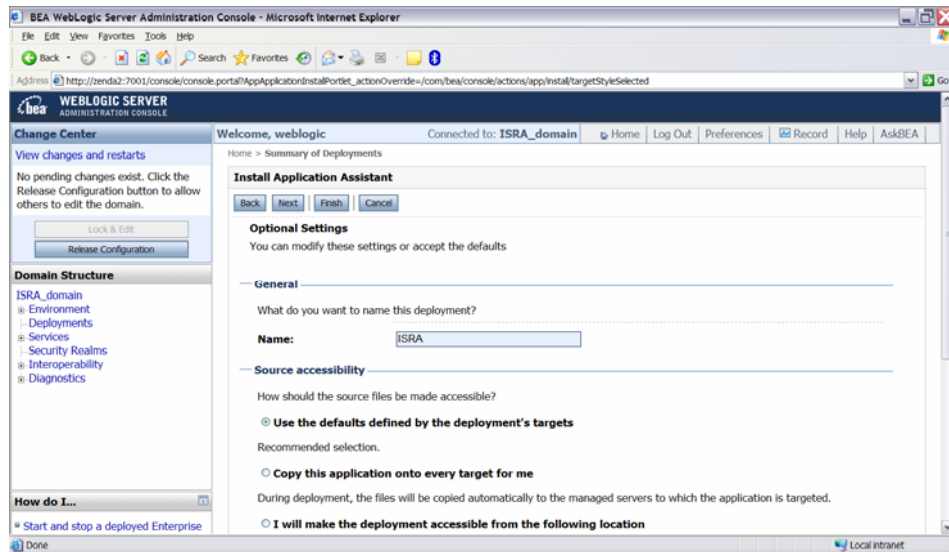 BEA WebLogic Server Administration Console - Microsoft Internet Explorer
File Edit View Favorites Tools Help
Back Search Favorites
Address http://zenda2:7001/console/console.portal?AppApplicationInstallPortlet_actionOverride=/com/bea/console/actions/app/install/targetStyleSelected Go
bea WEBLOGIC SERVER
ADMINISTRATION CONSOLE
Change Center
View changes and restarts
No pending changes exist. Click the
Release Configuration button to allow
others to edit the domain.
Lock & Edit
Release Configuration
Domain Structure
ISRA_domain
Environment
Deployments
Services
Security Realms
Interoperability
Diagnostics
How do I...
Start and stop a deployed Enterprise
Welcome, weblogic Connected to: ISRA_domain Home Log Out Preferences Record Help AskBEA
Home > Summary of Deployments
Install Application Assistant
Back Next Finish Cancel
Optional Settings
You can modify these settings or accept the defaults
General
What do you want to name this deployment?
Name: ISRA
Source accessibility
How should the source files be made accessible?
Use the defaults defined by the deployment's targets
Recommended selection.
Copy this application onto every target for me
During deployment, the files will be copied automatically to the managed servers to which the application is targeted.
I will make the deployment accessible from the following location
Done Local intranet